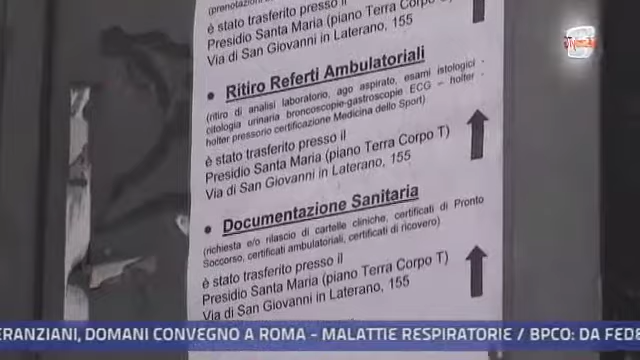 (prenotazioni
è stato trasferito presso il
Presidio Santa Maria (piano Terra Corpo T)
Via di San Giovanni in Laterano, 155
• Ritiro Referti Ambulatoriali
(ritiro di analisi laboratorio, ago aspirato, esami istologici -
citologia urinaria broncoscopie-gastroscopie ECG – holter -
holter pressorio certificazione Medicina dello Sport)
è stato trasferito presso il
Presidio Santa Maria (piano Terra Corpo T)
Via di San Giovanni in Laterano, 155
• Documentazione Sanitaria
(richiesta e/o rilascio di cartelle cliniche, certificati di Pronto
Soccorso, certificati ambulatoriali, certificati di ricovero)
è stato trasferito presso il
Presidio Santa Maria (piano Terra Corpo T)
Via di San Giovanni in Laterano, 155
ERANZIANI, DOMANI CONVEGNO A ROMA - MALATTIE RESPIRATORIE / BPCO: DA FEDE